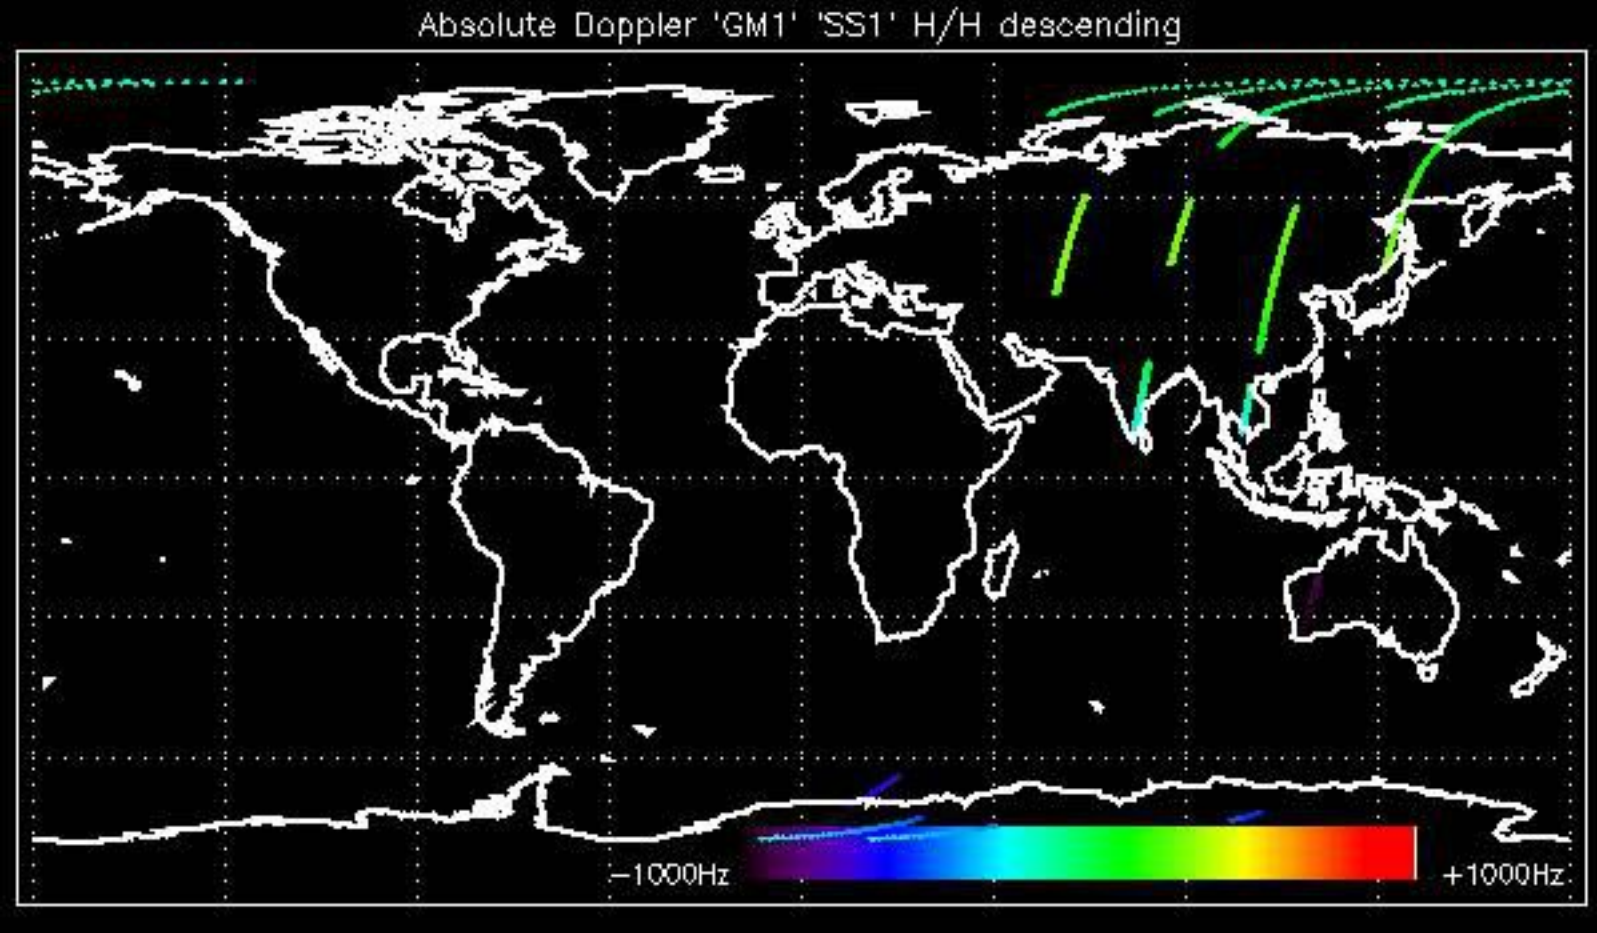 Absolute Doppler 'GM1' 'SS1' H/H descending
−1000Hz
+1000Hz